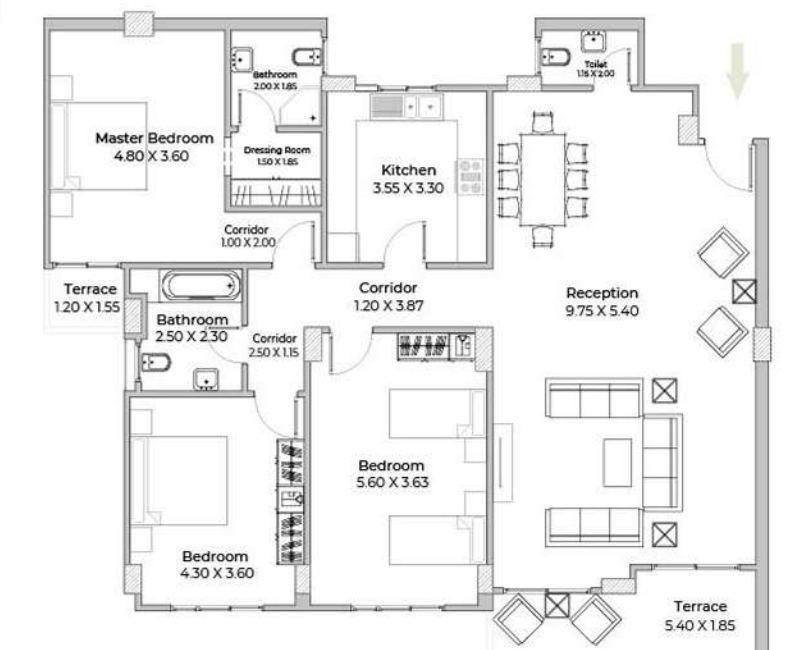 Bathroom
2.00 X 1.85
Toilet
1.15 X 2.00
Master Bedroom
4.80 X 3.60
Dressing Room
1.50 X 1.85
Kitchen
3.55 X 3.30
Corridor
1.00 X 2.00
Terrace
1.20 X 1.55
Corridor
1.20 X 3.87
Reception
9.75 X 5.40
Bathroom
2.50 X 2.30
Corridor
2.50 X 1.15
Bedroom
5.60 X 3.63
Bedroom
4.30 X 3.60
Terrace
5.40 X 1.85